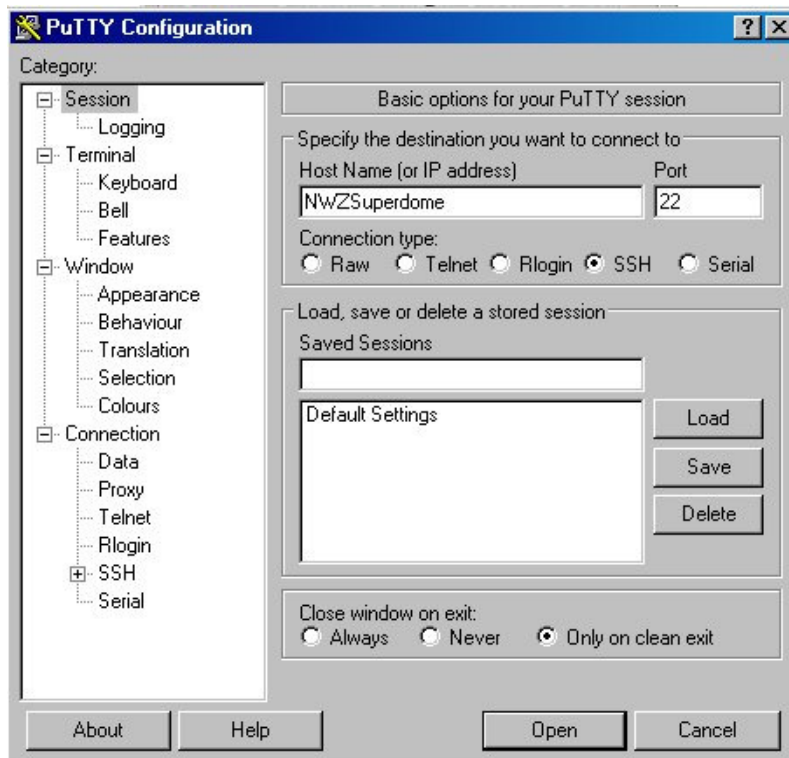 PuTTY Configuration
Category:
Session
Logging
Terminal
Keyboard
Bell
Features
Window
Appearance
Behaviour
Translation
Selection
Colours
Connection
Data
Proxy
Telnet
Rlogin
SSH
Serial
Basic options for your PuTTY session
Specify the destination you want to connect to
Host Name (or IP address) Port
NWZSuperdome 22
Connection type:
Raw Telnet Rlogin SSH Serial
Load, save or delete a stored session
Saved Sessions
Default Settings
Load
Save
Delete
Close window on exit:
Always Never Only on clean exit
About Help Open Cancel